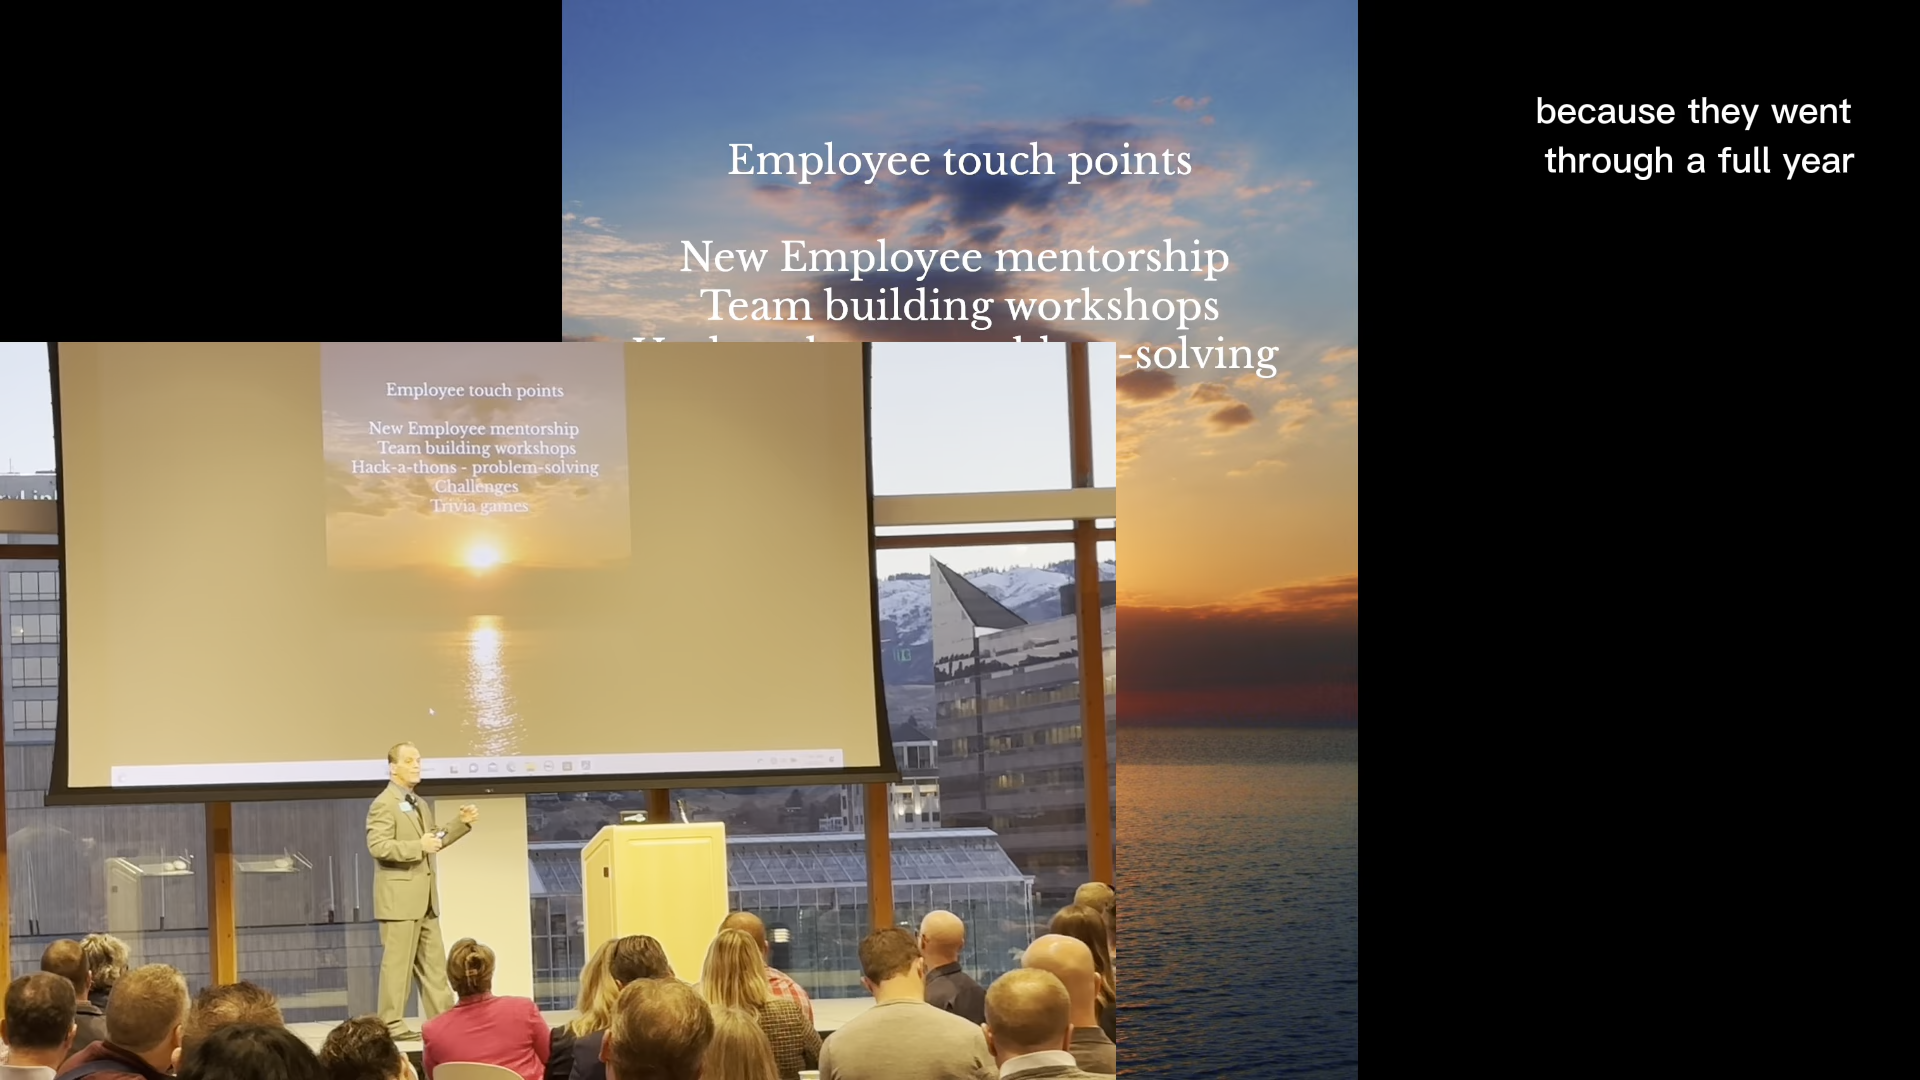 Employee touch points
New Employee mentorship
Team building workshops
-solving
because they went
through a full year
Employee touch points
New Employee mentorship
Team building workshops
Hack-a-thons - problem-solving
Challenges
Trivia games